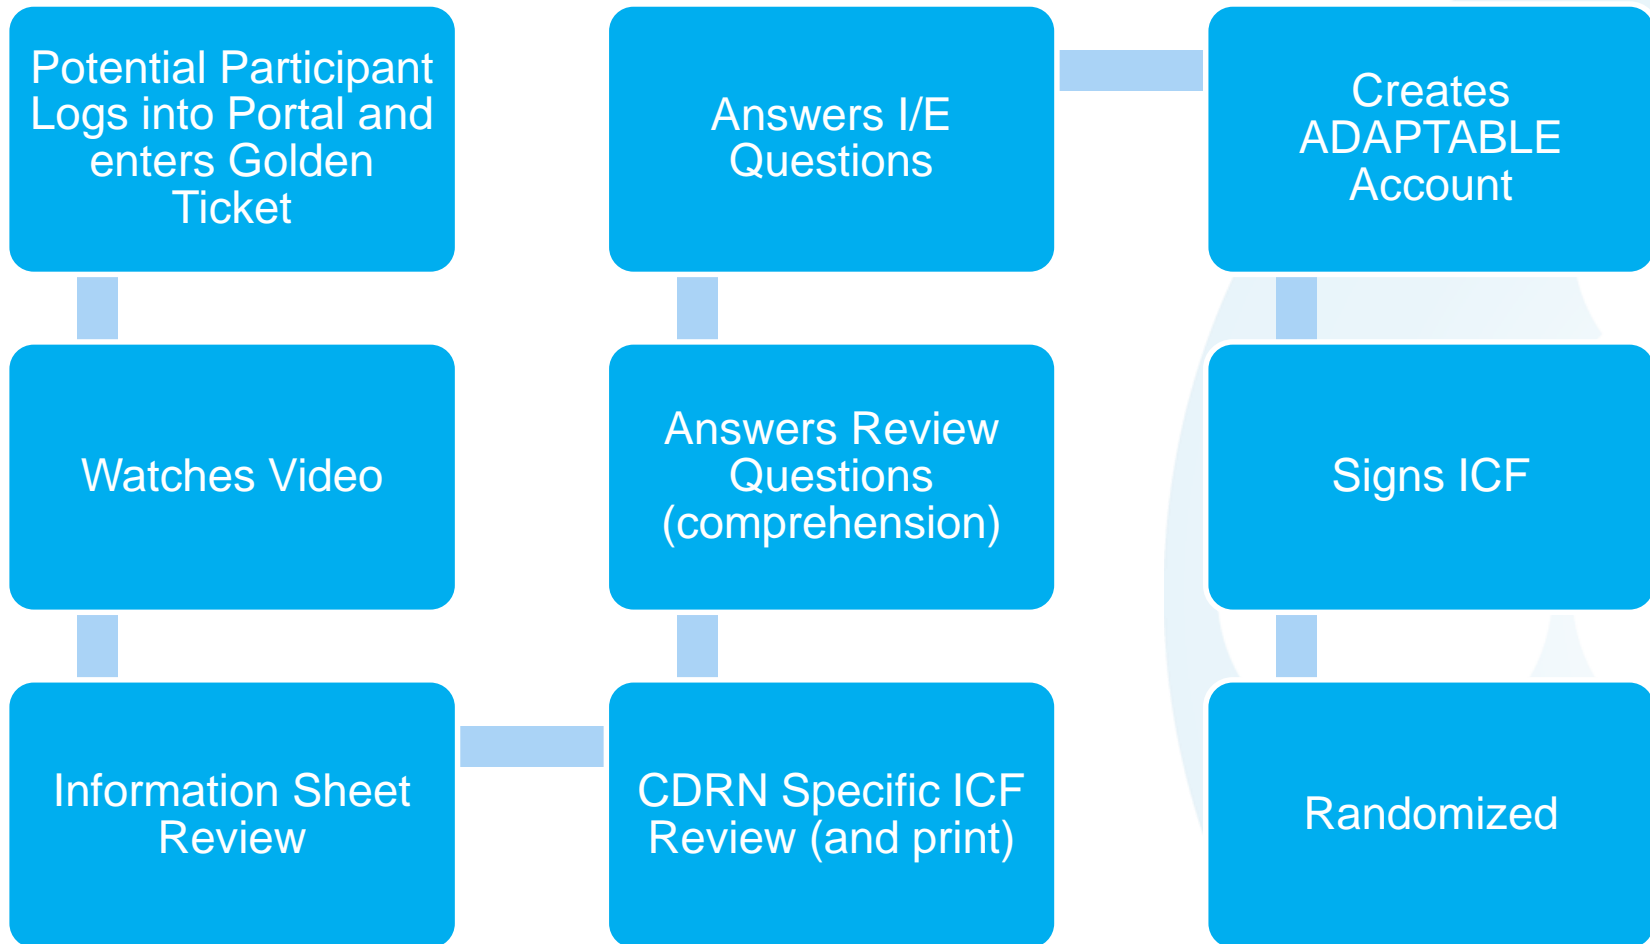 Potential Participant
Logs into Portal and
enters Golden
Ticket
Watches Video
Information Sheet
Review
CDRN Specific ICF
Review (and print)
Answers Review
Questions
(comprehension)
Answers I/E
Questions
Creates
ADAPTABLE
Account
Signs ICF
Randomized